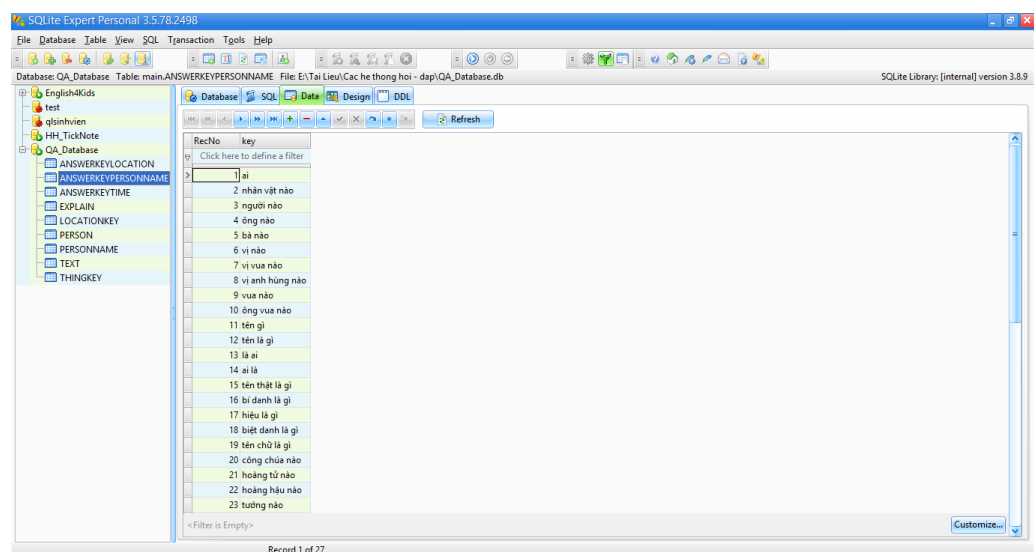 SQLite Expert Personal 3.5.78.2498
File Database Table View SQL Transaction Tools Help
Database: QA_Database Table: main.ANSWERKEYPERSONNAME File: E:\Tai Lieu\Cac he thong hoi - dap\QA_Database.db SQLite Library: [internal] version 3.8.9
English4Kids
test
qlsinhvien
HH_TickNote
QA_Database
ANSWERKEYLOCATION
ANSWERKEYPERSONNAME
ANSWERKEYTIME
EXPLAIN
LOCATIONKEY
PERSON
PERSONNAME
TEXT
THINGKEY
Database SQL Data Design DDL
Refresh
RecNo key
Click here to define a filter
1 ai
2 nhân vật nào
3 người nào
4 ông nào
5 bà nào
6 vị nào
7 vị vua nào
8 vị anh hùng nào
9 vua nào
10 ông vua nào
11 tên gì
12 tên là gì
13 là ai
14 ai là
15 tên thật là gì
16 bí danh là gì
17 hiệu là gì
18 biệt danh là gì
19 tên chữ là gì
20 công chúa nào
21 hoàng tử nào
22 hoàng hậu nào
23 tướng nào
<Filter is Empty> Customize...
Record 1 of 27